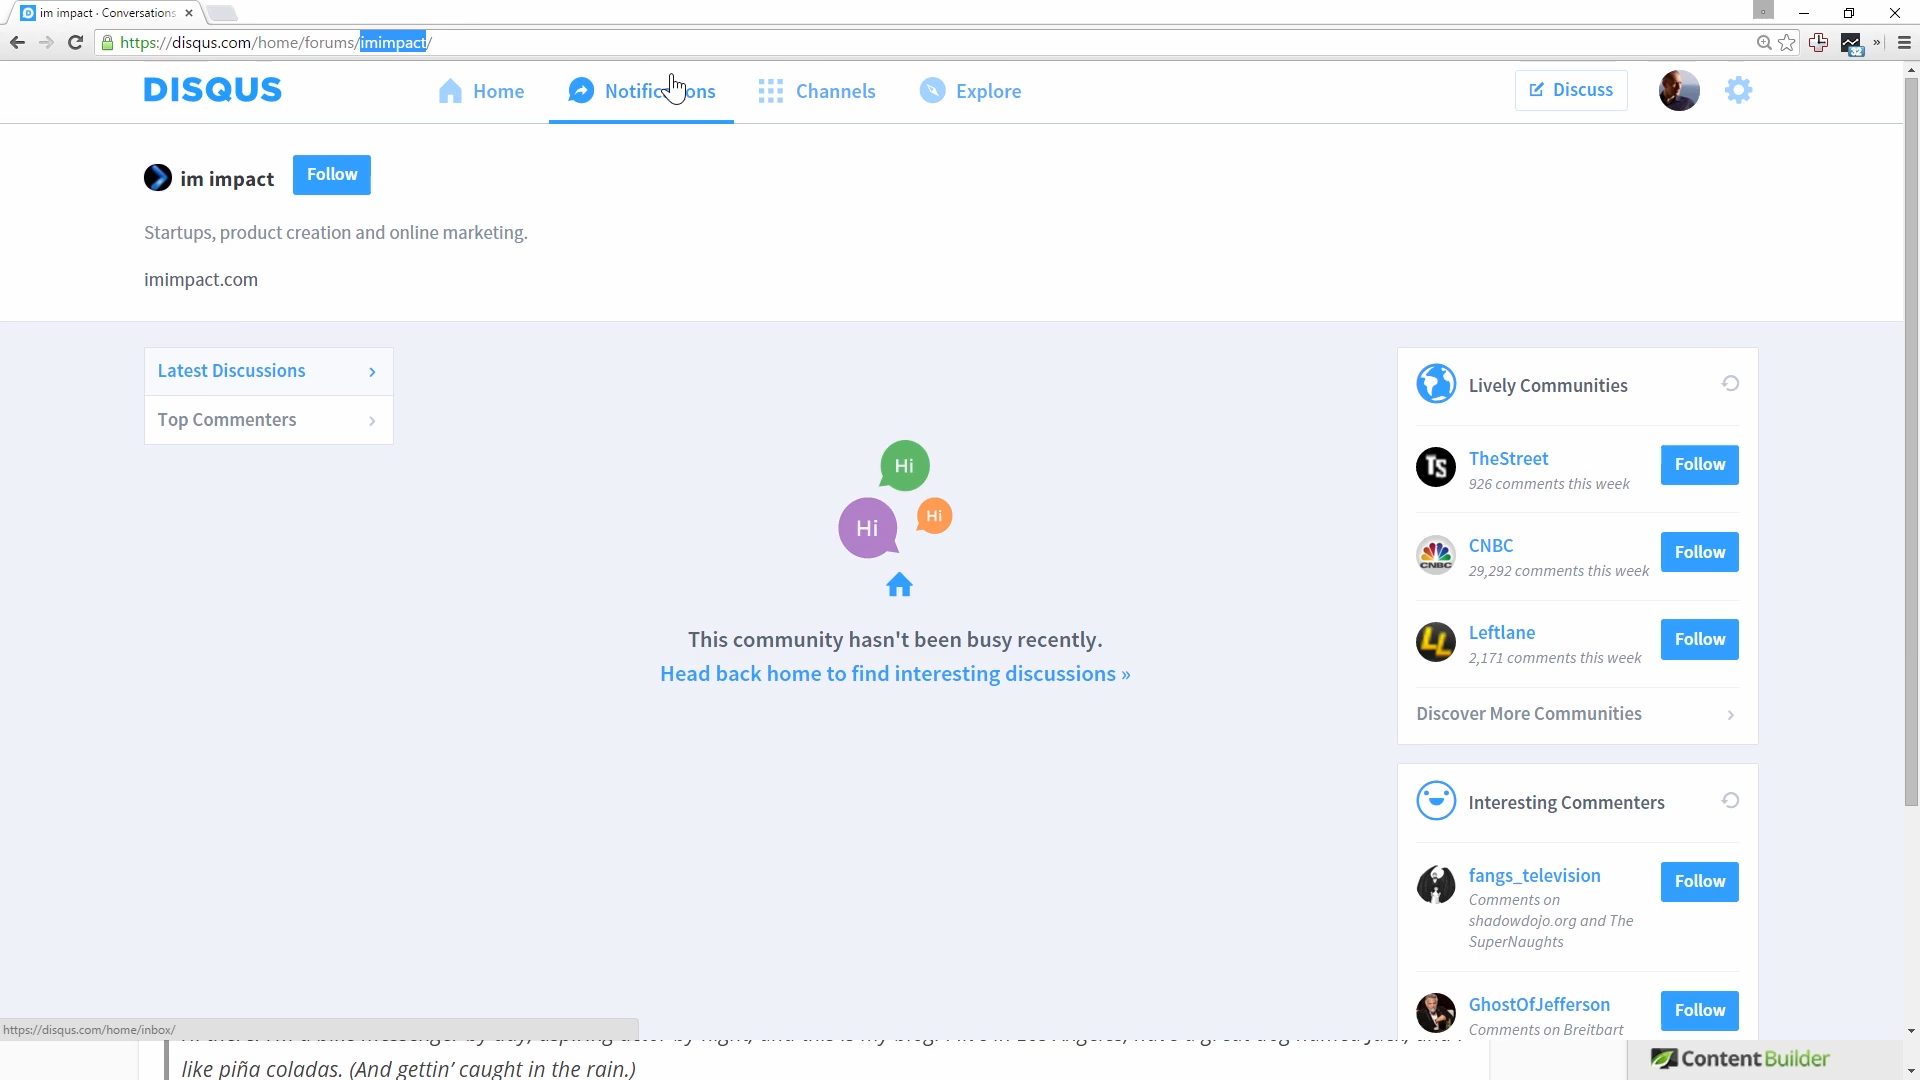 im impact · Conversations
https://disqus.com/home/forums/imimpact/
32
DISQUS
Home
Notifications
Channels
Explore
Discuss
im impact
Follow
Startups, product creation and online marketing.
imimpact.com
Latest Discussions
Top Commenters
Hi
Hi
Hi
This community hasn't been busy recently.
Head back home to find interesting discussions »
Lively Communities
TS
TheStreet
926 comments this week
Follow
CNBC
CNBC
29,292 comments this week
Follow
LL
Leftlane
2,171 comments this week
Follow
Discover More Communities
Interesting Commenters
fangs_television
Comments on
shadowdojo.org and The
SuperNaughts
Follow
GhostOfJefferson
Comments on Breitbart
Follow
https://disqus.com/home/inbox/
like piña coladas. (And gettin' caught in the rain.)
ContentBuilder